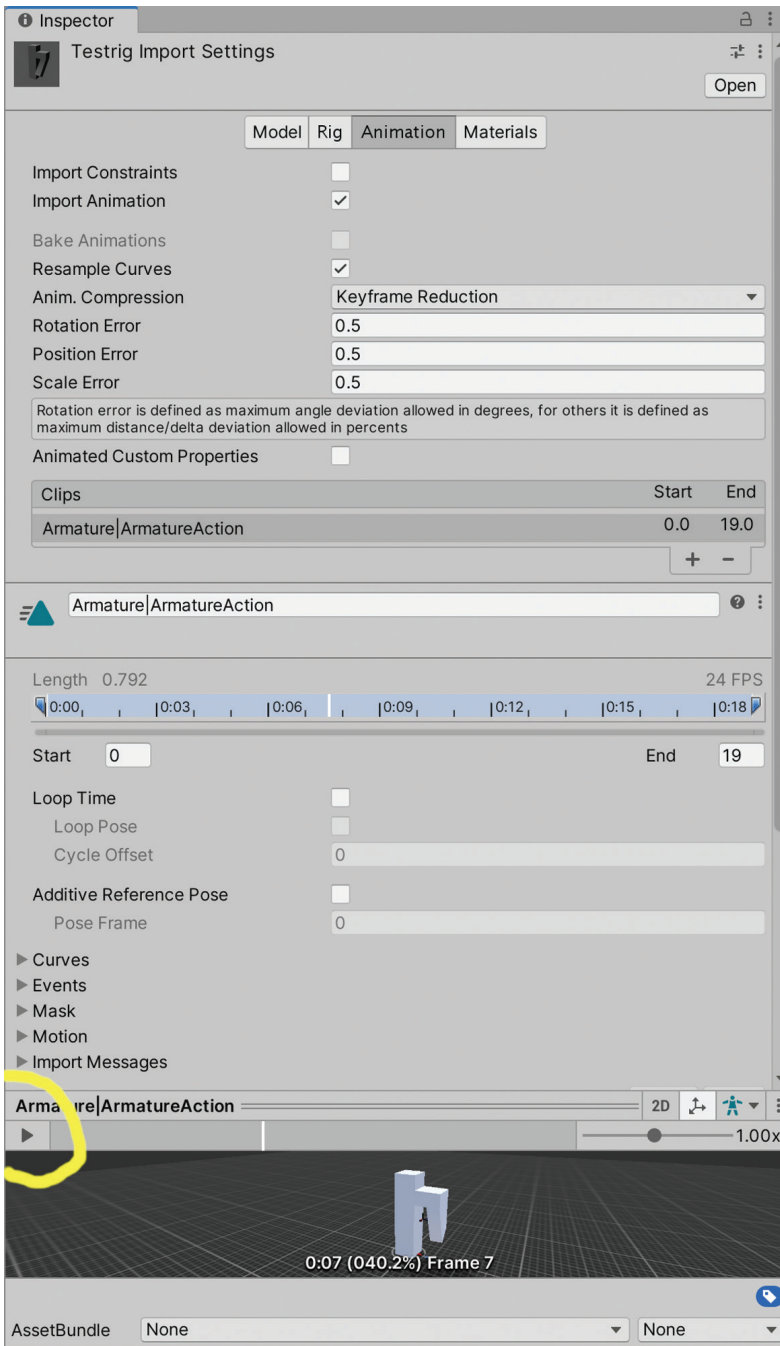 Inspector
Testrig Import Settings
Open
Model Rig Animation Materials
Import Constraints
Import Animation
Bake Animations
Resample Curves
Anim. Compression Keyframe Reduction
Rotation Error 0.5
Position Error 0.5
Scale Error 0.5
Rotation error is defined as maximum angle deviation allowed in degrees, for others it is defined as
maximum distance/delta deviation allowed in percents
Animated Custom Properties
Clips Start End
Armature|ArmatureAction 0.0 19.0
+ -
Armature|ArmatureAction
Length 0.792 24 FPS
0:00 0:03 0:06 0:09 0:12 0:15 0:18
Start 0 End 19
Loop Time
Loop Pose
Cycle Offset 0
Additive Reference Pose
Pose Frame 0
Curves
Events
Mask
Motion
Import Messages
Armature|ArmatureAction 2D
1.00x
0:07 (040.2%) Frame 7
AssetBundle None None